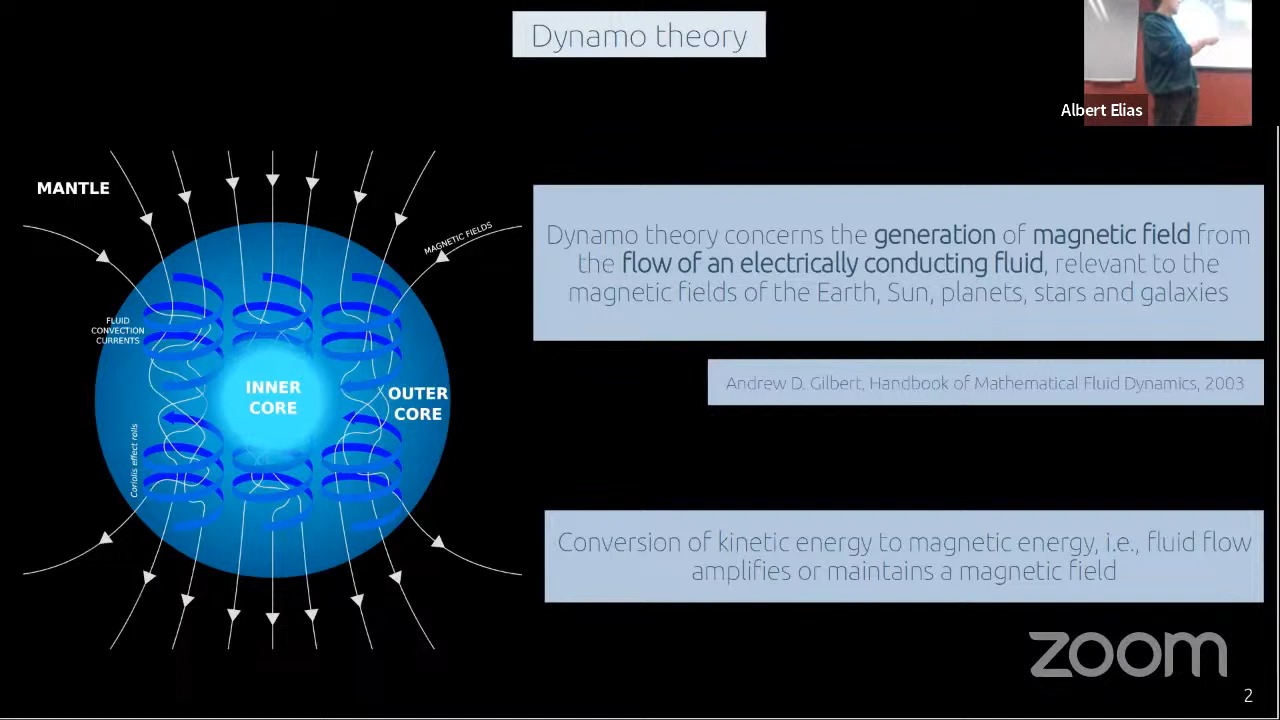 Dynamo theory
Albert Elias
MANTLE
MAGNETIC FIELDS
FLUID
CONVECTION
CURRENTS
INNER
CORE
OUTER
CORE
Coriolis effect rolls
Dynamo theory concerns the generation of magnetic field from
the flow of an electrically conducting fluid, relevant to the
magnetic fields of the Earth, Sun, planets, stars and galaxies
Andrew D. Gilbert, Handbook of Mathematical Fluid Dynamics, 2003
Conversion of kinetic energy to magnetic energy, i.e., fluid flow
amplifies or maintains a magnetic field
zoom
2